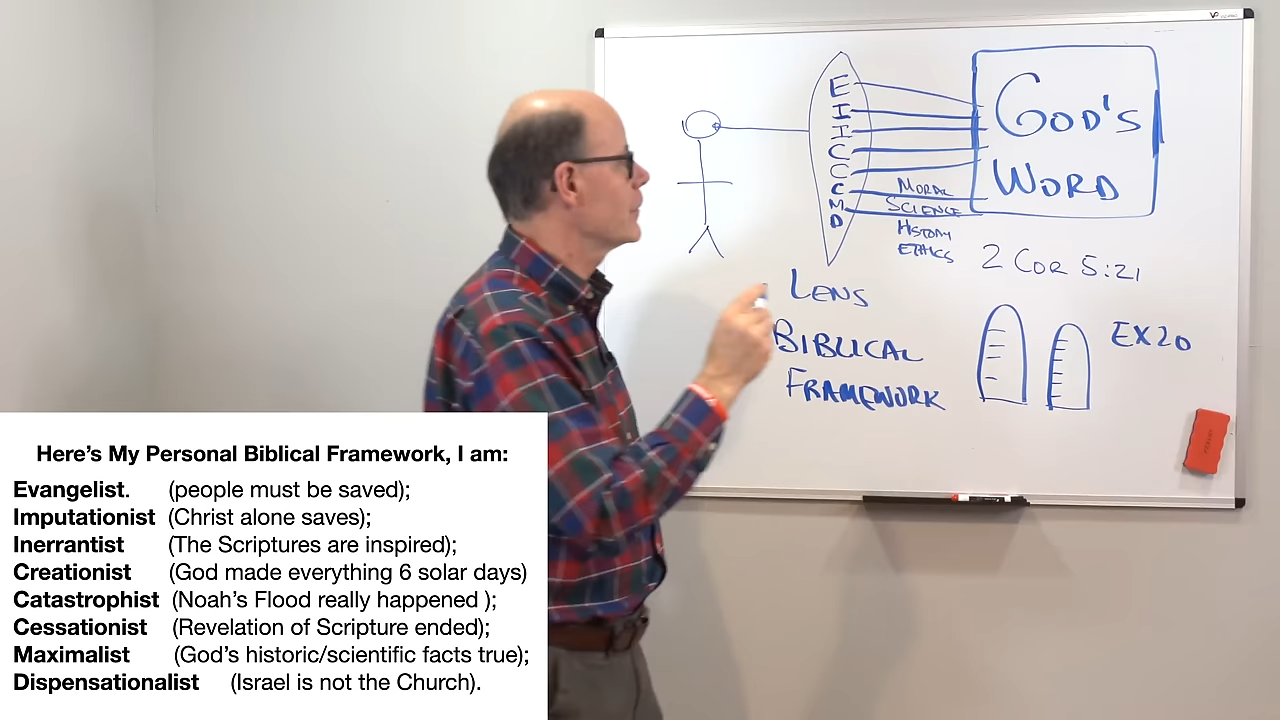 E
I
I
C
C
C
M
D
GOD'S
WORD
MORAL
SCIENCE
HISTORY
ETHICS
2 COR 5:21
LENS
BIBLICAL
FRAMEWORK
EX 20
Here's My Personal Biblical Framework, I am:
Evangelist. (people must be saved);
Imputationist (Christ alone saves);
Inerrantist (The Scriptures are inspired);
Creationist (God made everything 6 solar days)
Catastrophist (Noah's Flood really happened );
Cessationist (Revelation of Scripture ended);
Maximalist (God's historic/scientific facts true);
Dispensationalist (Israel is not the Church).